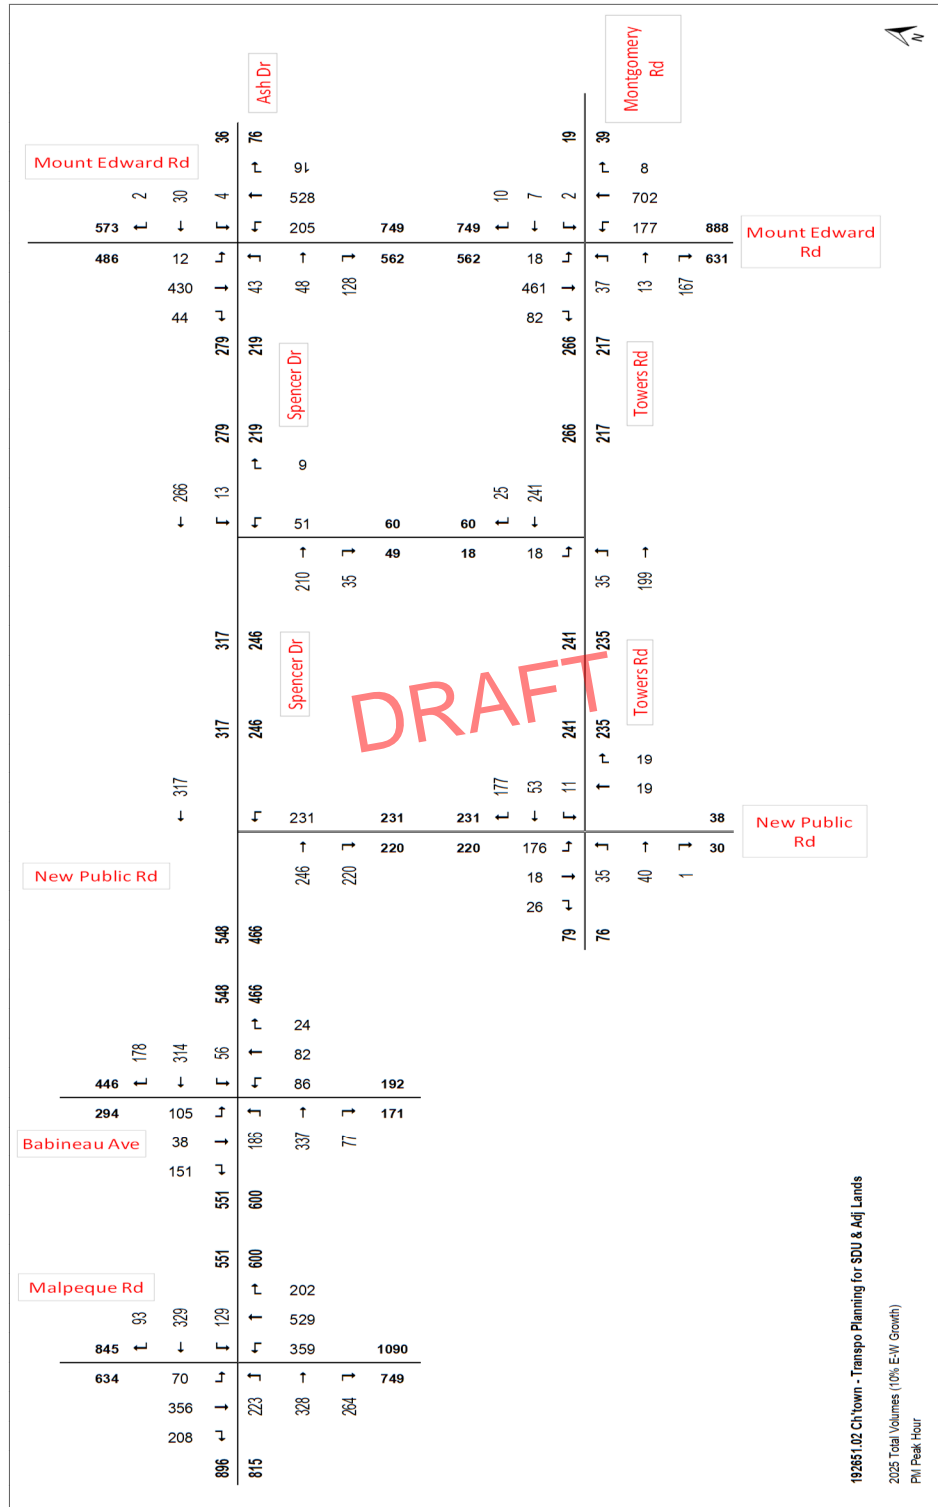 N
Ash Dr
Montgomery
Rd
36 76 19 39
Mount Edward Rd
16 8
2 30 4 528 10 7 2 702
573 205 749 749 177 888
Mount Edward
Rd
486 12 562 562 18 631
430 43 48 128 461 37 13 167
44 82
279 219 266 217
Spencer Dr
Towers Rd
279 219 266 217
9
266 13 25 241
51 60 60
49 18 18
210 35 35 199
317 246 241 235
Spencer Dr
Towers Rd
DRAFT
317 246 241 235
19
317 177 53 11 19
231 231 231 38
New Public
Rd
220 220 176 30
New Public Rd
246 220 18 35 40 1
26
548 466 79 76
548 466
24
178 314 56 82
446 86 192
294 105 171
Babineau Ave
38 186 337 77
151
551 600
551 600
Malpeque Rd
202
93 329 129 529
845 359 1090
634 70 749
356 223 328 264
208
896 815
192651.02 Ch'town - Transpo Planning for SDU & Adj Lands
2025 Total Volumes (10% E-W Growth)
PM Peak Hour